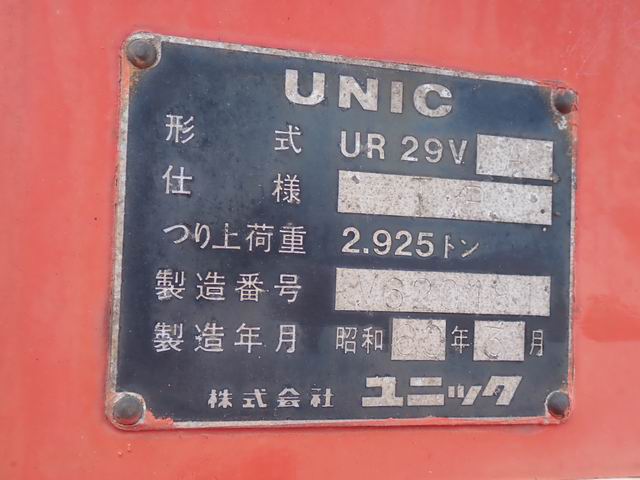 UNIC
形 式 UR 29V
仕 様
つり上荷重 2.925トン
製造番号
製造年月 昭和 年 月
株式会社 ユニック